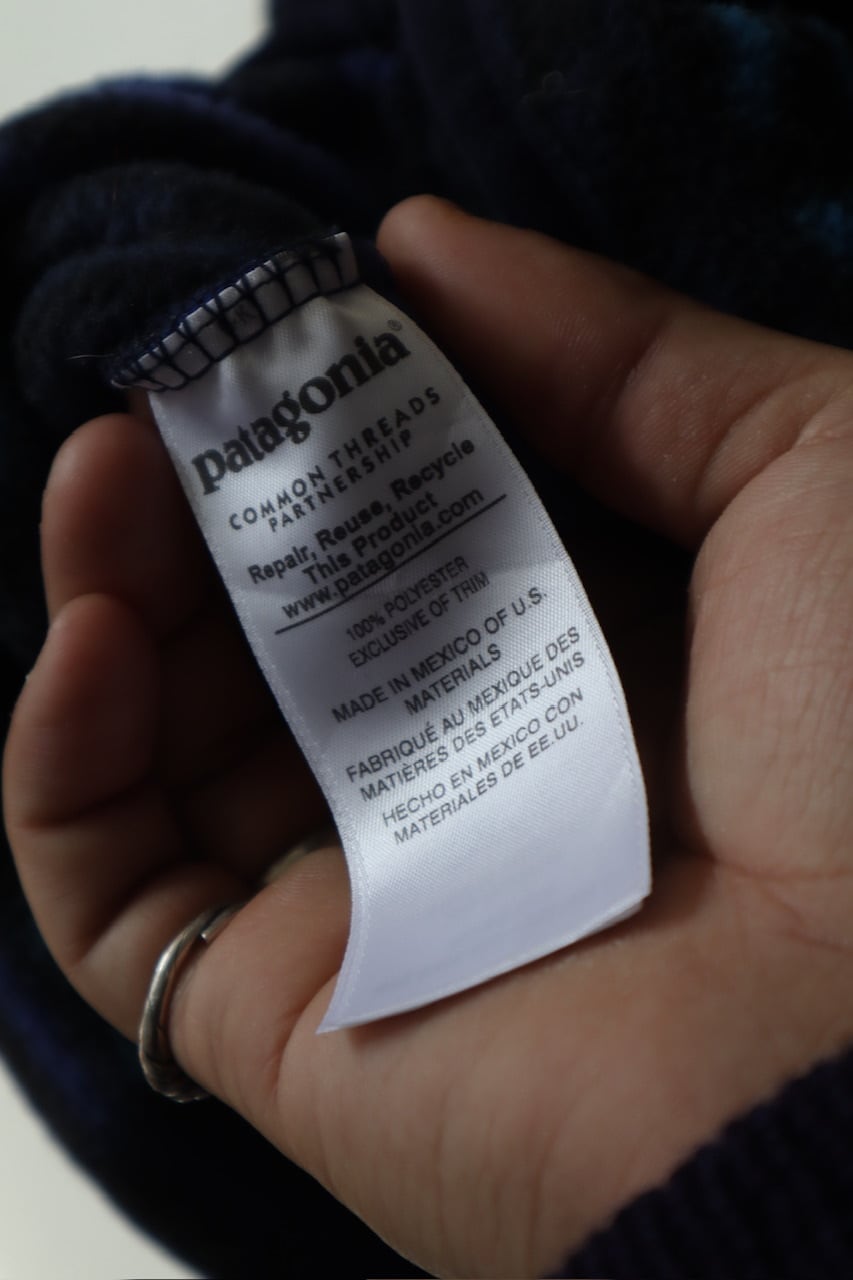 patagonia®
COMMON THREADS
PARTNERSHIP
Repair, Reuse, Recycle
This Product
www.patagonia.com
100% POLYESTER
EXCLUSIVE OF TRIM
MADE IN MEXICO OF U.S.
MATERIALS
FABRIQUÉ AU MEXIQUE DES
MATIÈRES DES ETATS-UNIS
HECHO EN MEXICO CON
MATERIALES DE EE.UU.